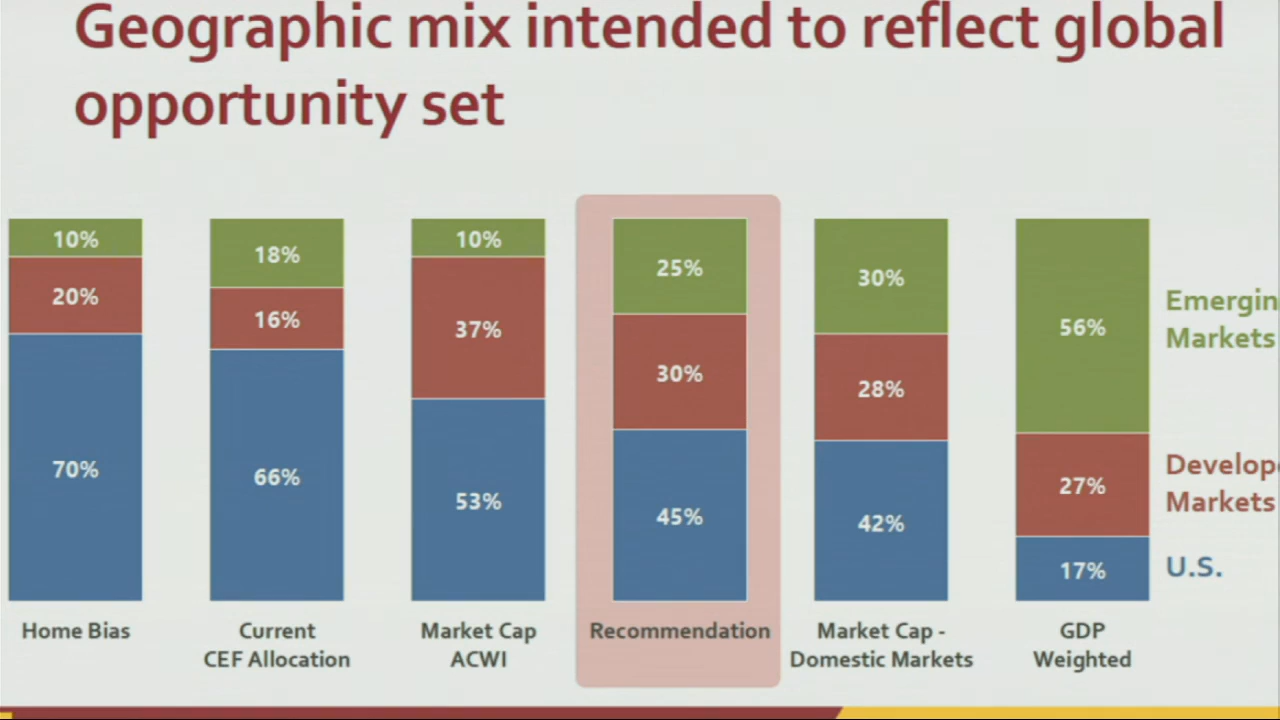 Geographic mix intended to reflect global
opportunity set
10%
20%
70%
Home Bias
18%
16%
66%
Current
CEF Allocation
10%
37%
53%
Market Cap
ACWI
25%
30%
45%
Recommendation
30%
28%
42%
Market Cap -
Domestic Markets
56%
27%
17%
GDP
Weighted
Emergin
Markets
Develop
Markets
U.S.